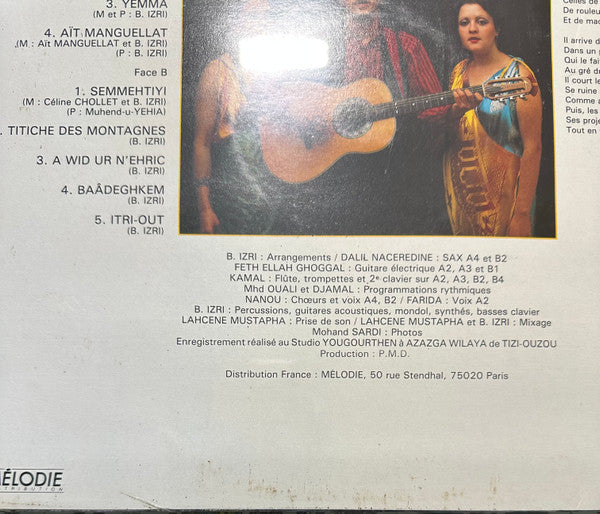 3. YEMMA
(M et P : B. IZRI)
4. AÏT MANGUELLAT
(M : Aït MANGUELLAT et B. IZRI)
(P : B. IZRI)
Face B
1. SEMMEHTIYI
(M : Céline CHOLLET et B. IZRI)
(P : Muhend-u-YEHIA)
TITICHE DES MONTAGNES
(B. IZRI)
3. A WID UR N'EHRIC
(B. IZRI)
4. BAÂDEGHKEM
(B. IZRI)
5. ITRI-OUT
(B. IZRI)
De rouleu
Et de mac
Il arrive d
Dans un
Qui le fai
Au gré du
Il court le
Se ruine
Comme a
Puis, les
Ses proje
Tout en
B. IZRI : Arrangements / DALIL NACEREDINE : SAX A4 et B2
FETH ELLAH GHOGGAL : Guitare électrique A2, A3 et B1
KAMAL : Flûte, trompettes et 2e clavier sur A2, A3, B2, B4
Mhd OUALI et DJAMAL : Programmations rythmiques
NANOU : Chœurs et voix A4, B2 / FARIDA : Voix A2
B. IZRI : Percussions, guitares acoustiques, mondol, synthés, basses clavier
LAHCENE MUSTAPHA : Prise de son / LAHCENE MUSTAPHA et B. IZRI : Mixage
Mohand SARDI : Photos
Enregistrement réalisé au Studio YOUGOURTHEN à AZAZGA WILAYA de TIZI-OUZOU
Production : P.M.D.
Distribution France : MÉLODIE, 50 rue Stendhal, 75020 Paris
MÉLODIE
TRIBUTION